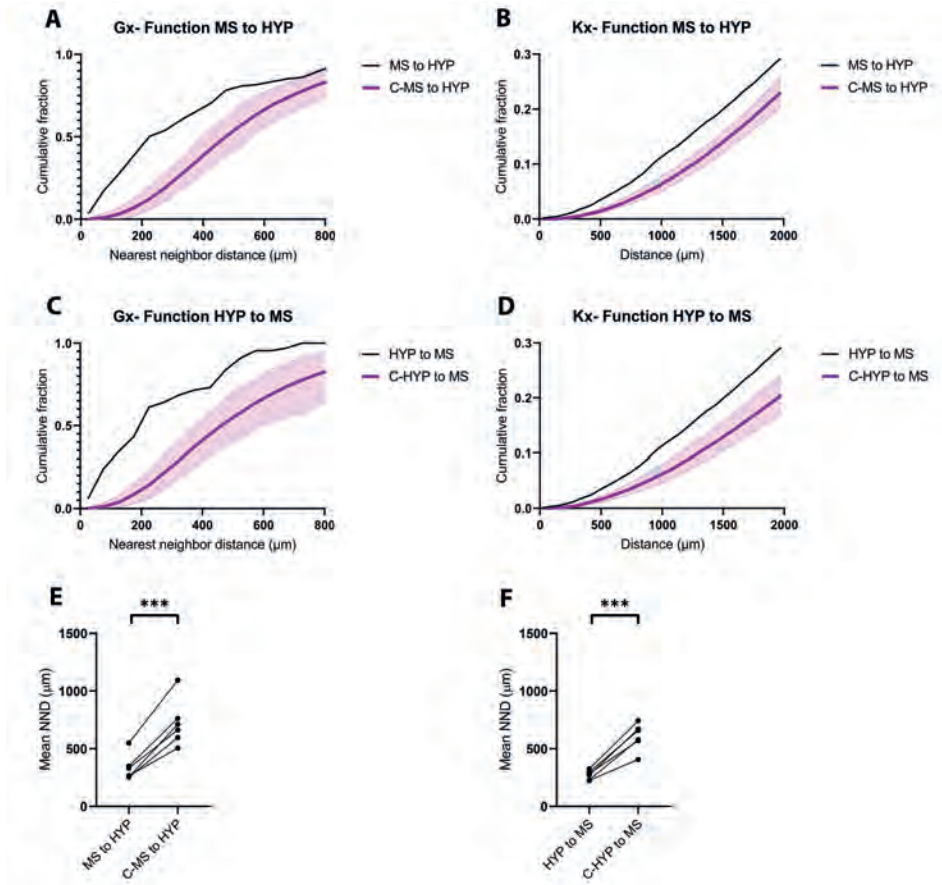 A
Gx- Function MS to HYP
1.0
0.5
0.0
Cumulative fraction
0 200 400 600 800
Nearest neighbor distance (µm)
MS to HYP
C-MS to HYP
B
Kx- Function MS to HYP
0.3
0.2
0.1
0.0
Cumulative fraction
0 500 1000 1500 2000
Distance (µm)
MS to HYP
C-MS to HYP
C
Gx- Function HYP to MS
1.0
0.5
0.0
Cumulative fraction
0 200 400 600 800
Nearest neighbor distance (µm)
HYP to MS
C-HYP to MS
D
Kx- Function HYP to MS
0.3
0.2
0.1
0.0
Cumulative fraction
0 500 1000 1500 2000
Distance (µm)
HYP to MS
C-HYP to MS
E
***
1500
1000
500
0
Mean NND (µm)
MS to HYP
C-MS to HYP
F
***
1500
1000
500
0
Mean NND (µm)
HYP to MS
C-HYP to MS